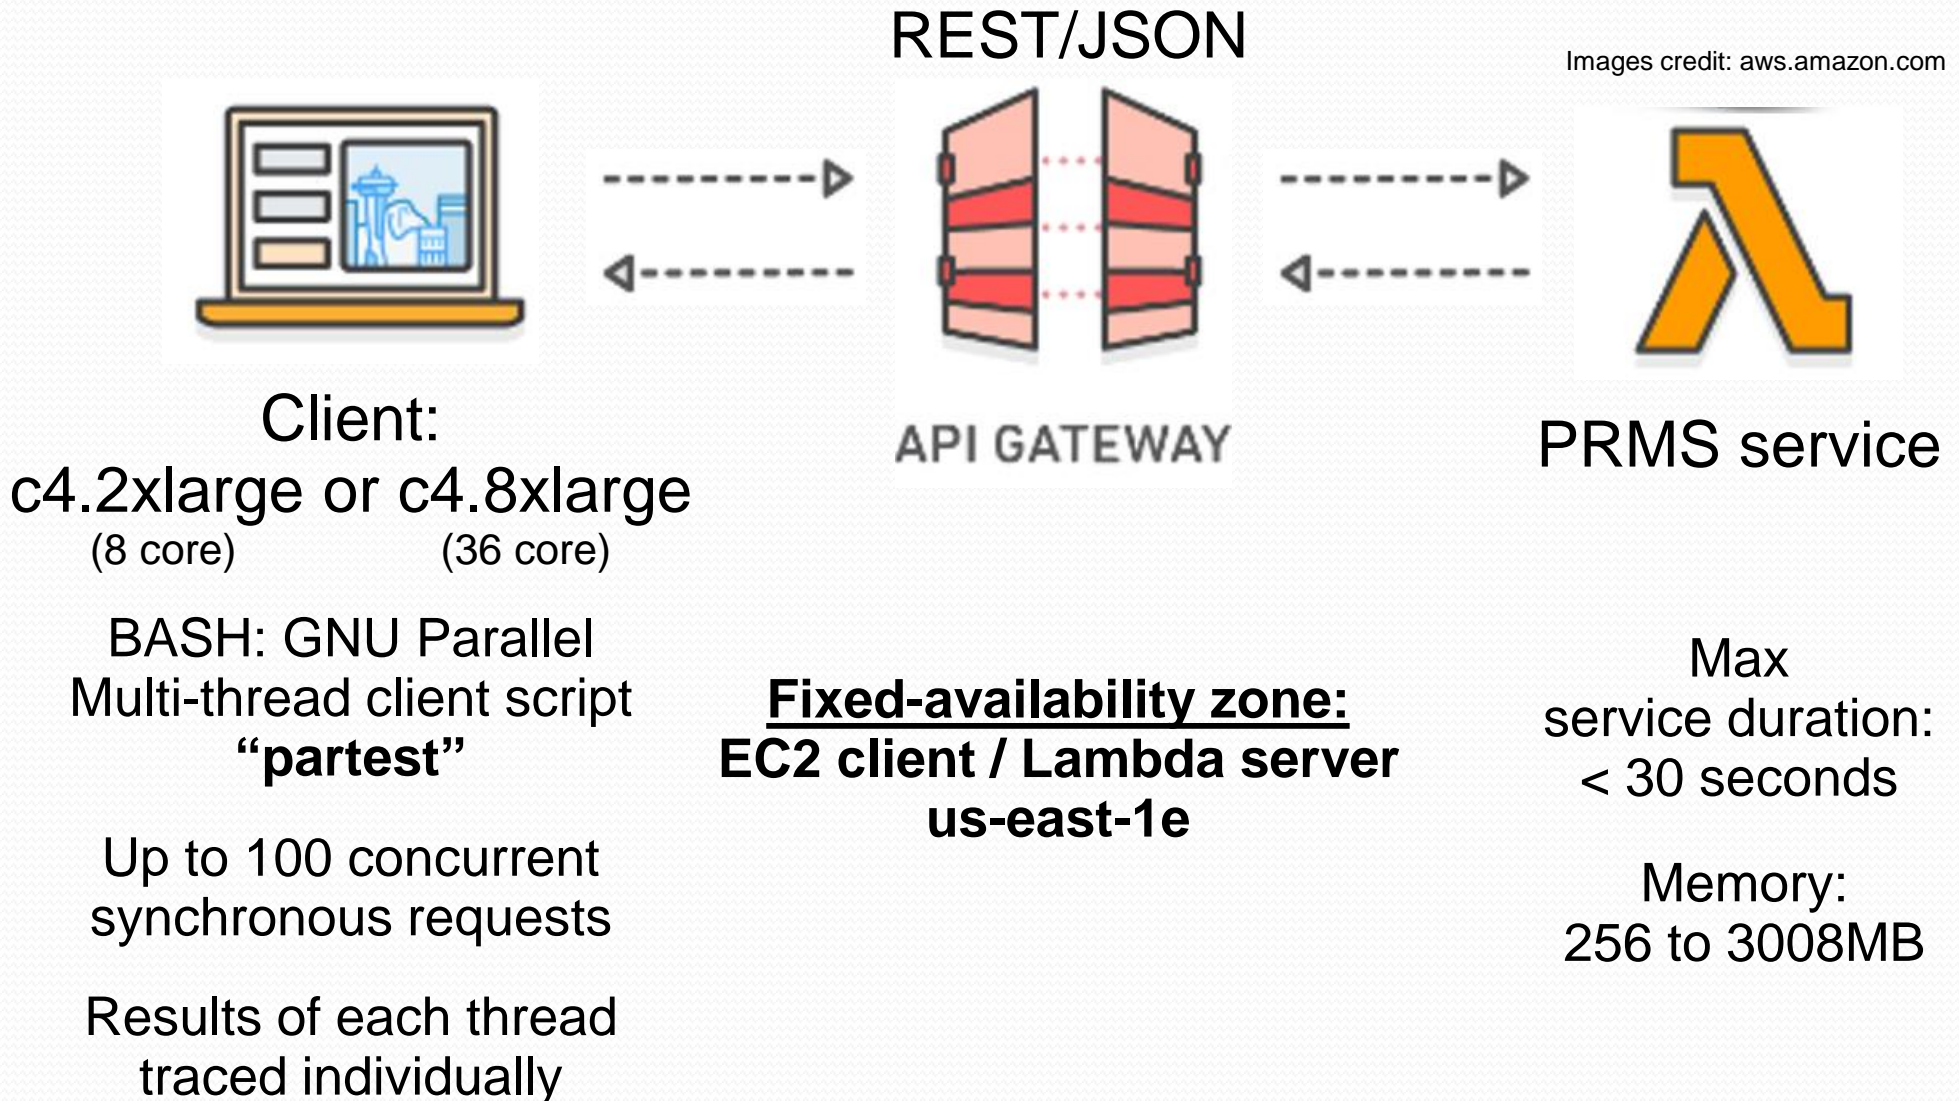 REST/JSON
Images credit: aws.amazon.com
API GATEWAY
PRMS service
Client:
c4.2xlarge or c4.8xlarge
(8 core) (36 core)
BASH: GNU Parallel
Multi-thread client script
“partest”
Up to 100 concurrent
synchronous requests
Results of each thread
traced individually
Fixed-availability zone:
EC2 client / Lambda server
us-east-1e
Max
service duration:
< 30 seconds
Memory:
256 to 3008MB